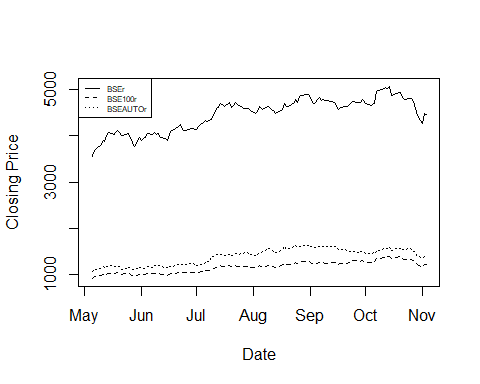 BSEr
BSE100r
BSEAUTOr
5000
3000
1000
Closing Price
May Jun Jul Aug Sep Oct Nov
Date